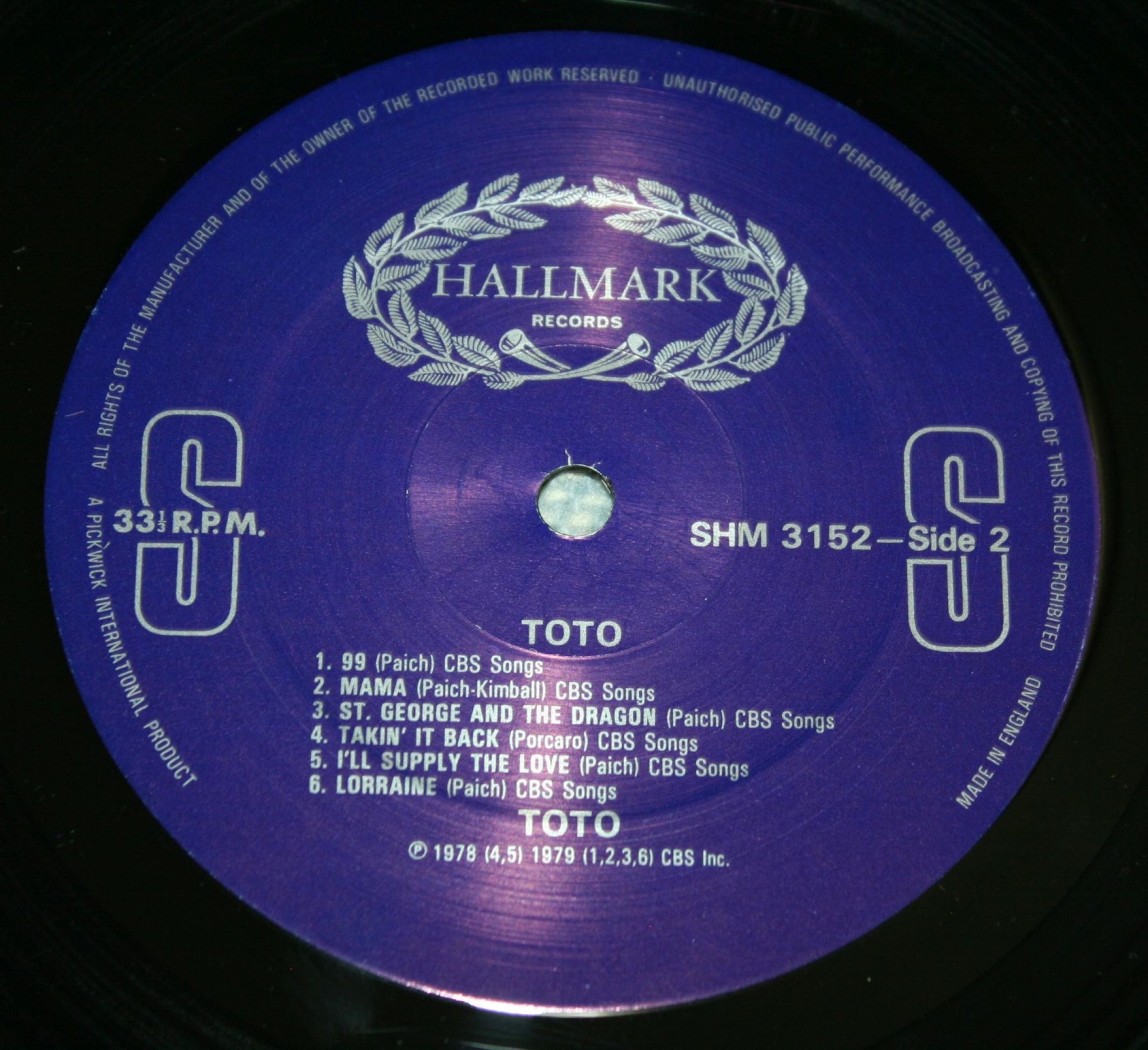 ALL RIGHTS OF THE MANUFACTURER AND OF THE OWNER OF THE RECORDED WORK RESERVED · UNAUTHORISED PUBLIC PERFORMANCE BROADCASTING AND COPYING OF THIS RECORD PROHIBITED
HALLMARK
RECORDS
S
S
33⅓ R.P.M.
SHM 3152—Side 2
TOTO
1. 99 (Paich) CBS Songs
2. MAMA (Paich-Kimball) CBS Songs
3. ST. GEORGE AND THE DRAGON (Paich) CBS Songs
4. TAKIN' IT BACK (Porcaro) CBS Songs
5. I'LL SUPPLY THE LOVE (Paich) CBS Songs
6. LORRAINE (Paich) CBS Songs
TOTO
℗ 1978 (4,5) 1979 (1,2,3,6) CBS Inc.
A PICKWICK INTERNATIONAL PRODUCT
MADE IN ENGLAND